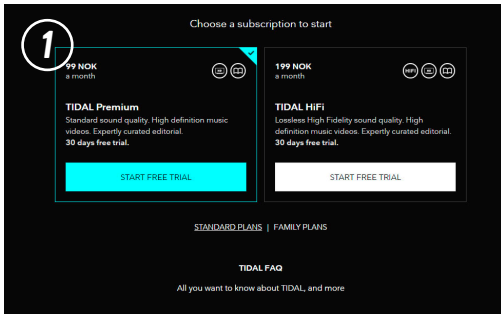 Choose a subscription to start
1
99 NOK
a month
TIDAL Premium
Standard sound quality. High definition music
videos. Expertly curated editorial.
30 days free trial.
START FREE TRIAL
199 NOK
a month
HIFI
TIDAL HiFi
Lossless High Fidelity sound quality. High
definition music videos. Expertly curated editorial.
30 days free trial.
START FREE TRIAL
STANDARD PLANS | FAMILY PLANS
TIDAL FAQ
All you want to know about TIDAL, and more